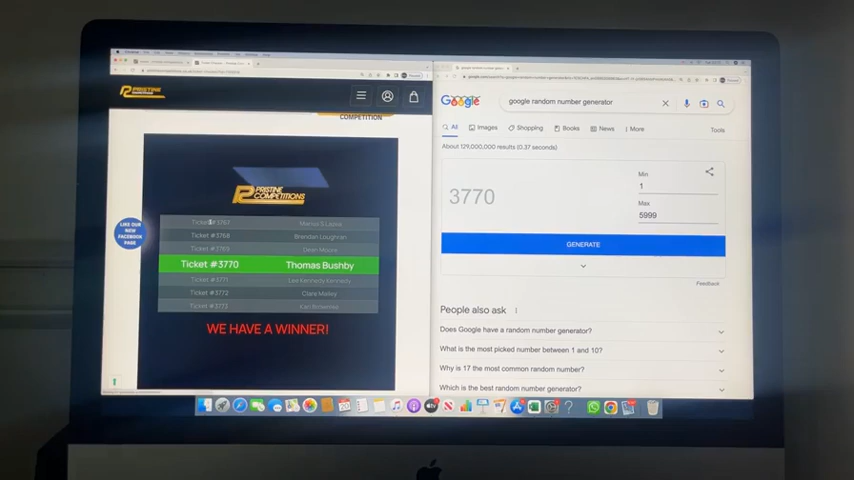 PRISTINE
COMPETITIONS
COMPETITION
LIKE OUR
NEW
FACEBOOK
PAGE
PRISTINE
COMPETITIONS
Ticket #3767
Ticket #3768 Brendan Loughran
Ticket #3769 Dean Moore
Ticket #3770 Thomas Bushby
Ticket #3771 Lee Kennedy Kennedy
Ticket #3772 Clare Malley
Ticket #3773 Karl Brownlee
WE HAVE A WINNER!
Google
google random number generator
All Images Shopping Books News More Tools
About 129,000,000 results (0.37 seconds)
3770
Min
1
Max
5999
GENERATE
Feedback
People also ask
Does Google have a random number generator?
What is the most picked number between 1 and 10?
Why is 17 the most common random number?
Which is the best random number generator?